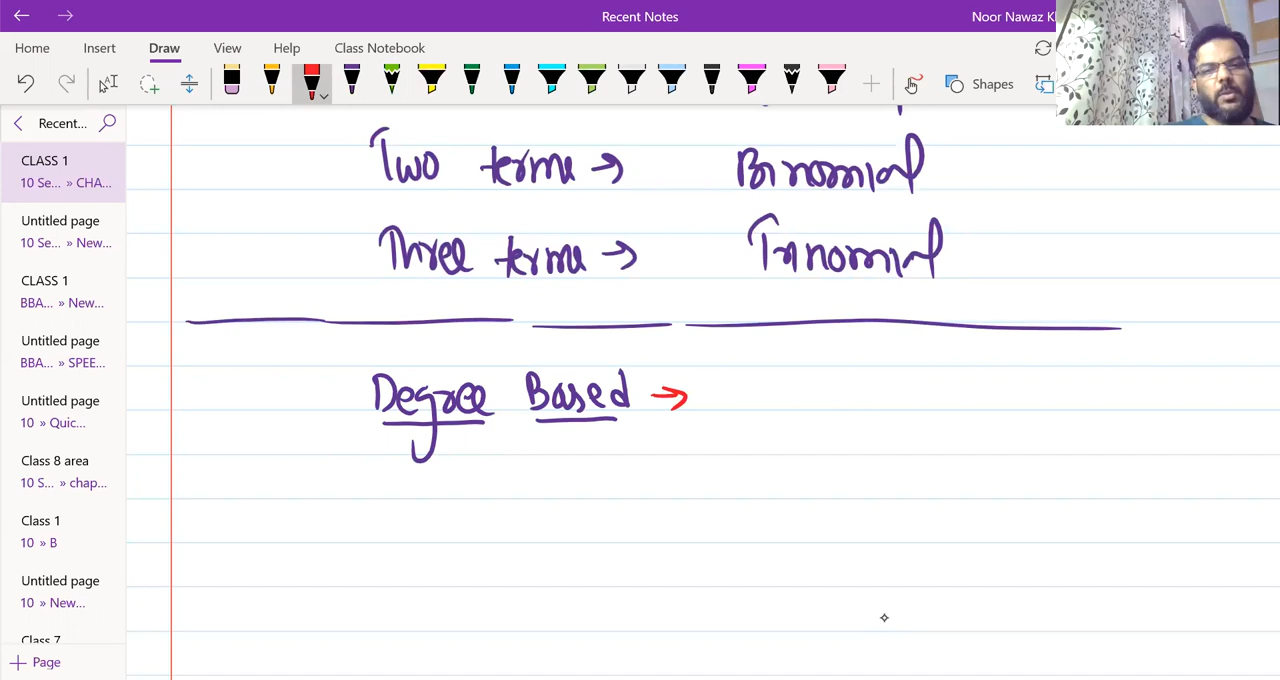 Recent Notes
Noor Nawaz Kh
Home Insert Draw View Help Class Notebook
Shapes
Recent...
CLASS 1
10 Se... » CHA...
Untitled page
10 Se... » New...
CLASS 1
BBA... » New...
Untitled page
BBA... » SPEE...
Untitled page
10 » Quic...
Class 8 area
10 S... » chap...
Class 1
10 » B
Untitled page
10 » New...
Class 7
Page
Two terms → Binomial
Three terms → Trinomial
Degree Based →